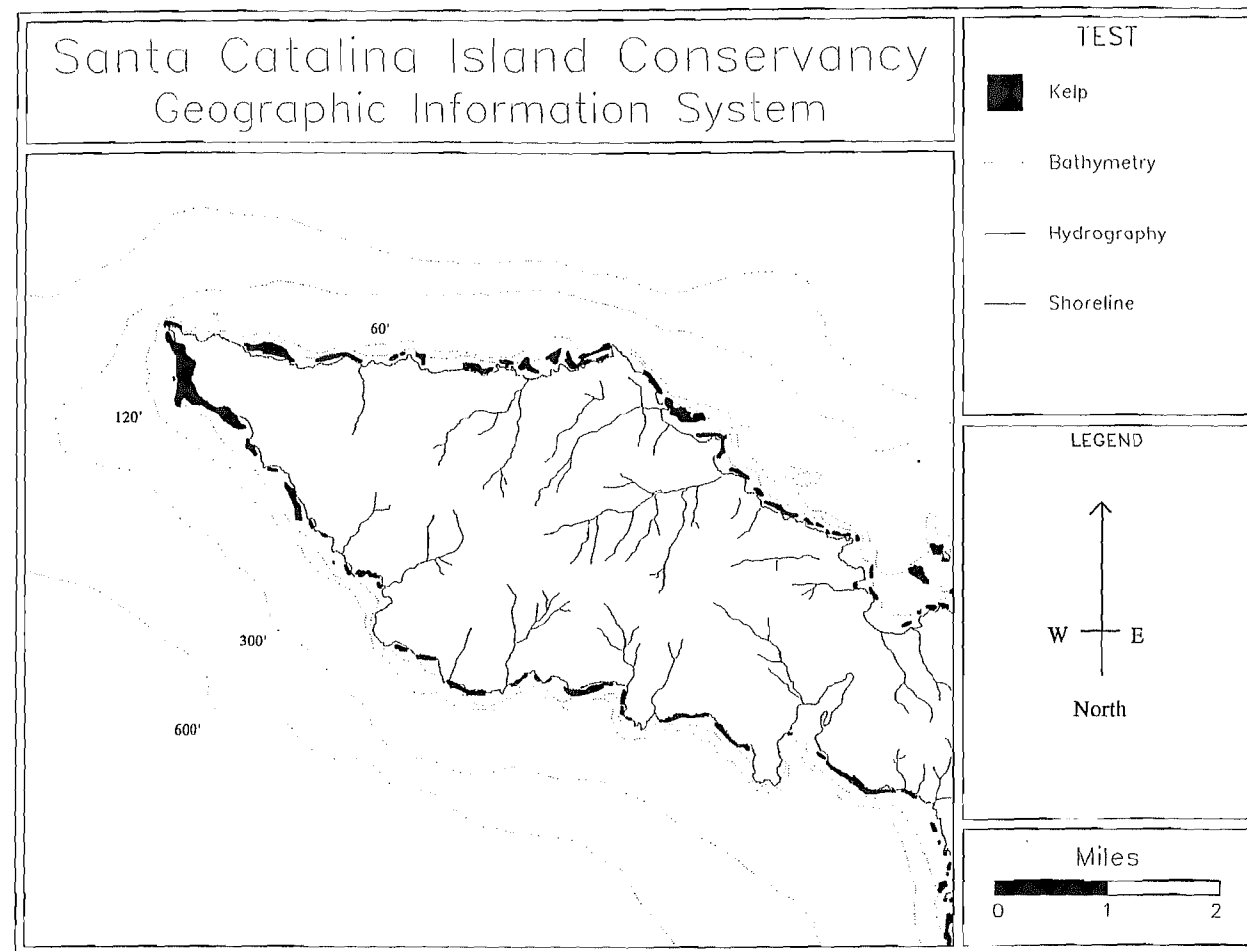 Santa Catalina Island Conservancy
Geographic Information System
TEST
Kelp
Bathymetry
Hydrography
Shoreline
60'
120'
300'
600'
LEGEND
W E
North
Miles
0 1 2